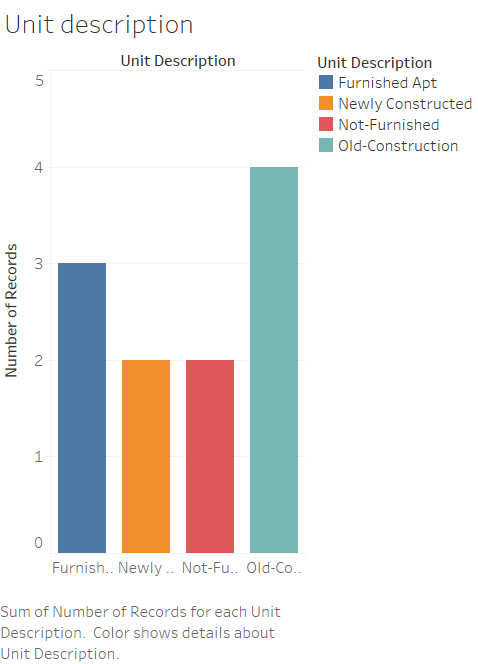 Unit description
Unit Description
Unit Description
Furnished Apt
Newly Constructed
Not-Furnished
Old-Construction
Number of Records
5
4
3
2
1
0
Furnish.. Newly .. Not-Fu.. Old-Co..
Sum of Number of Records for each Unit
Description. Color shows details about
Unit Description.